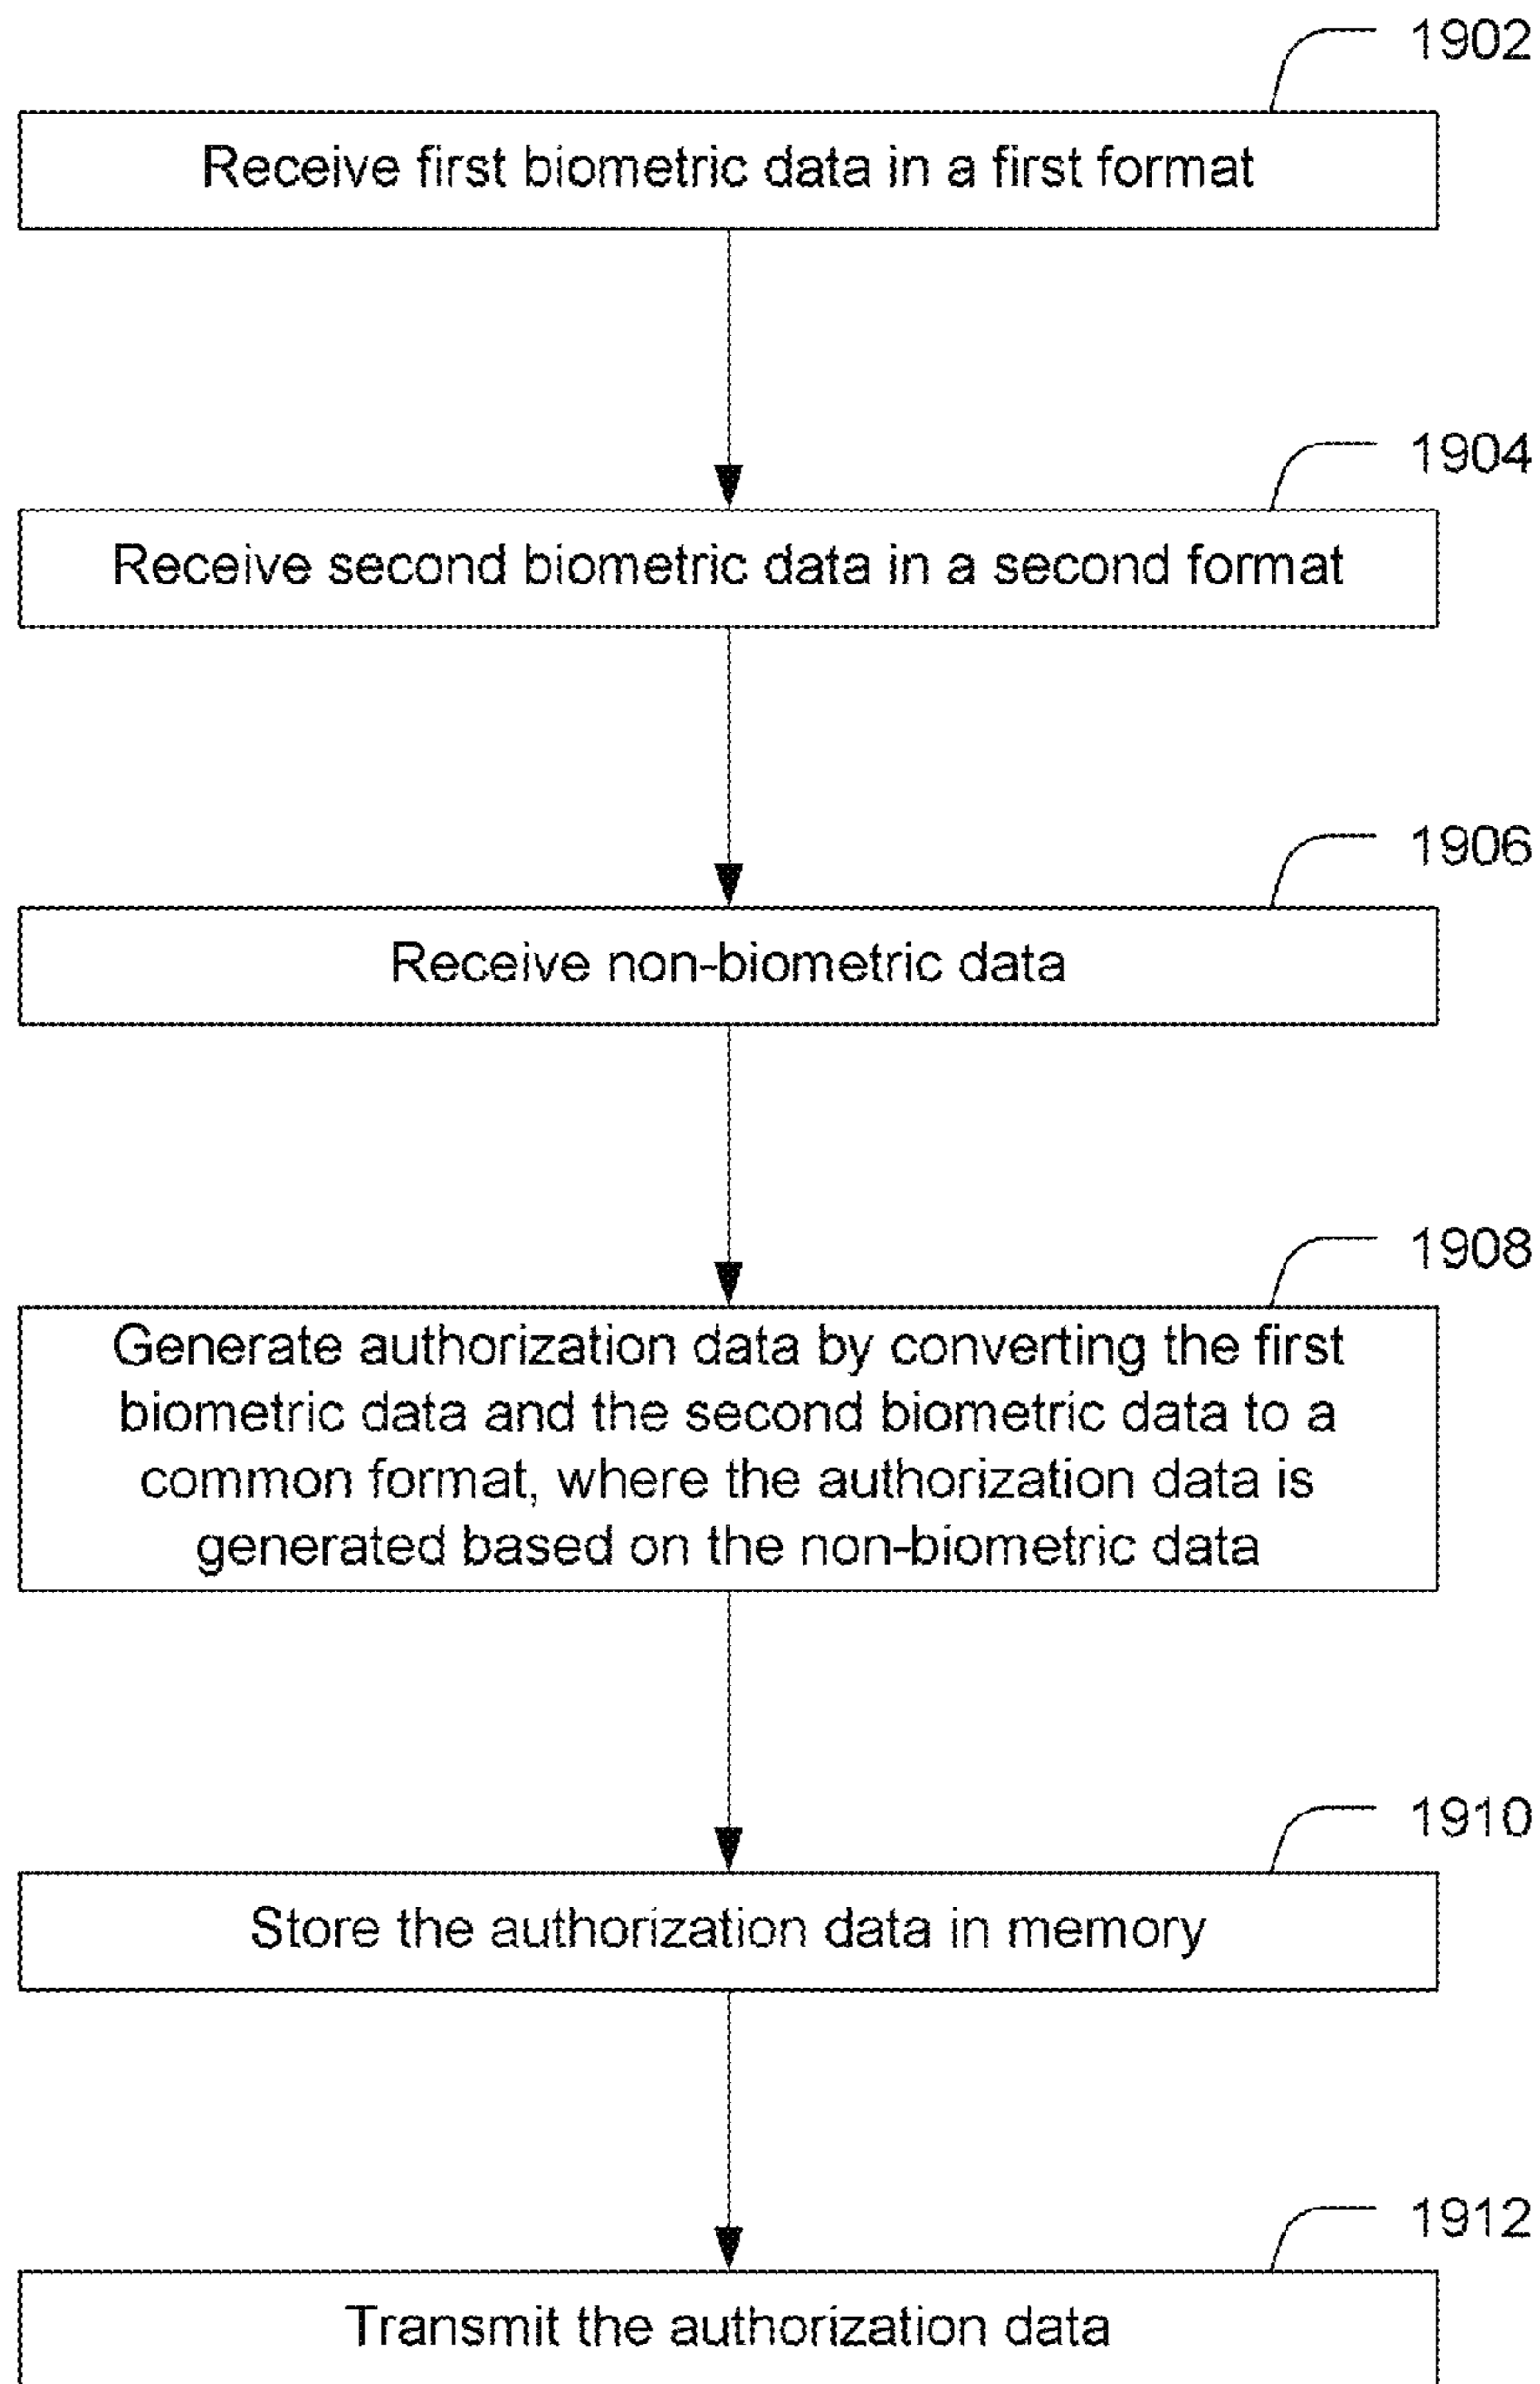 1902
Receive first biometric data in a first format
1904
Receive second biometric data in a second format
1906
Receive non-biometric data
1908
Generate authorization data by converting the first
biometric data and the second biometric data to a
common format, where the authorization data is
generated based on the non-biometric data
1910
Store the authorization data in memory
1912
Transmit the authorization data